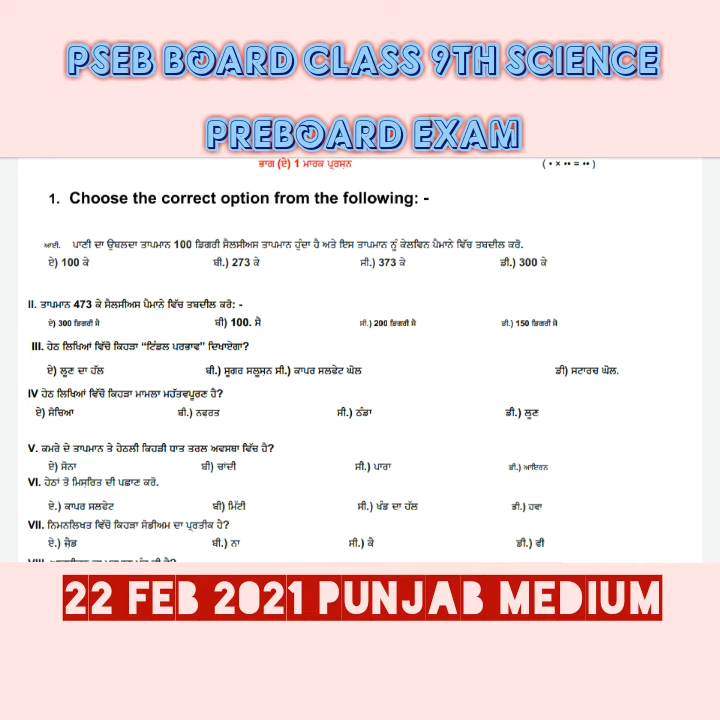 PSEB BOARD CLASS 9TH SCIENCE
PREBOARD EXAM
ਭਾਗ (ਏ) 1 ਮਾਰਕ ਪ੍ਰਸ਼ਨ ( • × •• = •• )
1. Choose the correct option from the following: -
ਆਈ. ਪਾਣੀ ਦਾ ਉਬਲਦਾ ਤਾਪਮਾਨ 100 ਡਿਗਰੀ ਸੈਲਸੀਅਸ ਤਾਪਮਾਨ ਹੁੰਦਾ ਹੈ ਅਤੇ ਇਸ ਤਾਪਮਾਨ ਨੂੰ ਕੇਲਵਿਨ ਪੈਮਾਨੇ ਵਿੱਚ ਤਬਦੀਲ ਕਰੋ.
ਏ) 100 ਕੇ ਬੀ.) 273 ਕੇ ਸੀ.) 373 ਕੇ ਡੀ.) 300 ਕੇ
II. ਤਾਪਮਾਨ 473 ਕੇ ਸੈਲਸੀਅਸ ਪੈਮਾਨੇ ਵਿੱਚ ਤਬਦੀਲ ਕਰੋ: -
ਏ) 300 ਡਿਗਰੀ ਸੈ ਬੀ) 100. ਸੈ ਸੀ.) 200 ਡਿਗਰੀ ਸੈ ਡੀ.) 150 ਡਿਗਰੀ ਸੈ
III. ਹੇਠ ਲਿਖਿਆਂ ਵਿੱਚੋਂ ਕਿਹੜਾ “ਟਿੰਡਲ ਪਰਭਾਵ” ਦਿਖਾਏਗਾ?
ਏ) ਲੂਣ ਦਾ ਹੱਲ ਬੀ.) ਸੂਗਰ ਸਲੂਸਨ ਸੀ.) ਕਾਪਰ ਸਲਫੇਟ ਘੋਲ ਡੀ) ਸਟਾਰਚ ਘੋਲ.
IV ਹੇਠ ਲਿਖਿਆਂ ਵਿੱਚੋਂ ਕਿਹੜਾ ਮਾਮਲਾ ਮਹੱਤਵਪੂਰਣ ਹੈ?
ਏ) ਸੋਚਿਆ ਬੀ.) ਨਫਰਤ ਸੀ.) ਠੰਡਾ ਡੀ.) ਲੂਣ
V. ਕਮਰੇ ਦੇ ਤਾਪਮਾਨ ਤੇ ਹੇਠਲੀ ਕਿਹੜੀ ਧਾਤ ਤਰਲ ਅਵਸਥਾ ਵਿੱਚ ਹੈ?
ਏ) ਸੋਨਾ ਬੀ) ਚਾਂਦੀ ਸੀ.) ਪਾਰਾ ਡੀ.) ਆਇਰਨ
VI. ਹੇਠਾਂ ਤੋਂ ਮਿਸ਼ਰਿਤ ਦੀ ਪਛਾਣ ਕਰੋ.
ਏ.) ਕਾਪਰ ਸਲਫੇਟ ਬੀ) ਮਿੱਟੀ ਸੀ.) ਖੰਡ ਦਾ ਹੱਲ ਡੀ.) ਹਵਾ
VII. ਨਿਮਨਲਿਖਤ ਵਿੱਚੋਂ ਕਿਹੜਾ ਸੋਡੀਅਮ ਦਾ ਪ੍ਰਤੀਕ ਹੈ?
ਏ.) ਜ਼ੈਡ ਬੀ.) ਨਾ ਸੀ.) ਕੇ ਡੀ.) ਵੀ
22 FEB 2021 PUNJAB MEDIUM